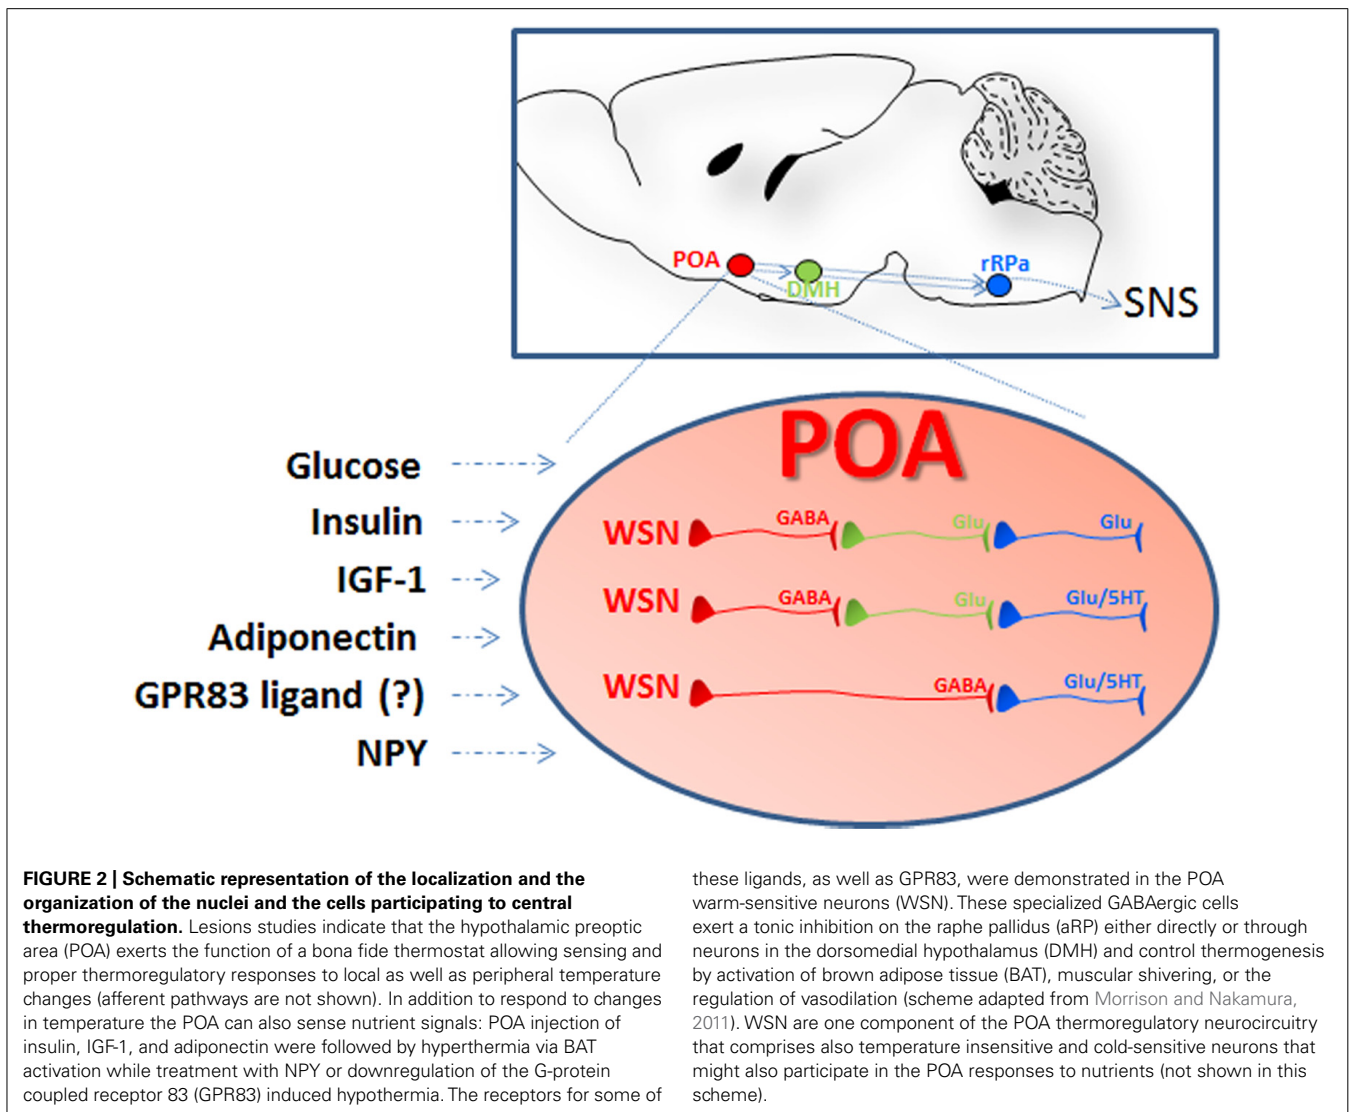 POA
DMH
rRPa
SNS
POA
Glucose
Insulin
IGF-1
Adiponectin
GPR83 ligand (?)
NPY
WSN GABA Glu Glu
WSN GABA Glu Glu/5HT
WSN GABA Glu/5HT
FIGURE 2 | Schematic representation of the localization and the
organization of the nuclei and the cells participating to central
thermoregulation. Lesions studies indicate that the hypothalamic preoptic
area (POA) exerts the function of a bona fide thermostat allowing sensing and
proper thermoregulatory responses to local as well as peripheral temperature
changes (afferent pathways are not shown). In addition to respond to changes
in temperature the POA can also sense nutrient signals: POA injection of
insulin, IGF-1, and adiponectin were followed by hyperthermia via BAT
activation while treatment with NPY or downregulation of the G-protein
coupled receptor 83 (GPR83) induced hypothermia. The receptors for some of
these ligands, as well as GPR83, were demonstrated in the POA
warm-sensitive neurons (WSN). These specialized GABAergic cells
exert a tonic inhibition on the raphe pallidus (aRP) either directly or through
neurons in the dorsomedial hypothalamus (DMH) and control thermogenesis
by activation of brown adipose tissue (BAT), muscular shivering, or the
regulation of vasodilation (scheme adapted from Morrison and Nakamura,
2011). WSN are one component of the POA thermoregulatory neurocircuitry
that comprises also temperature insensitive and cold-sensitive neurons that
might also participate in the POA responses to nutrients (not shown in this
scheme).